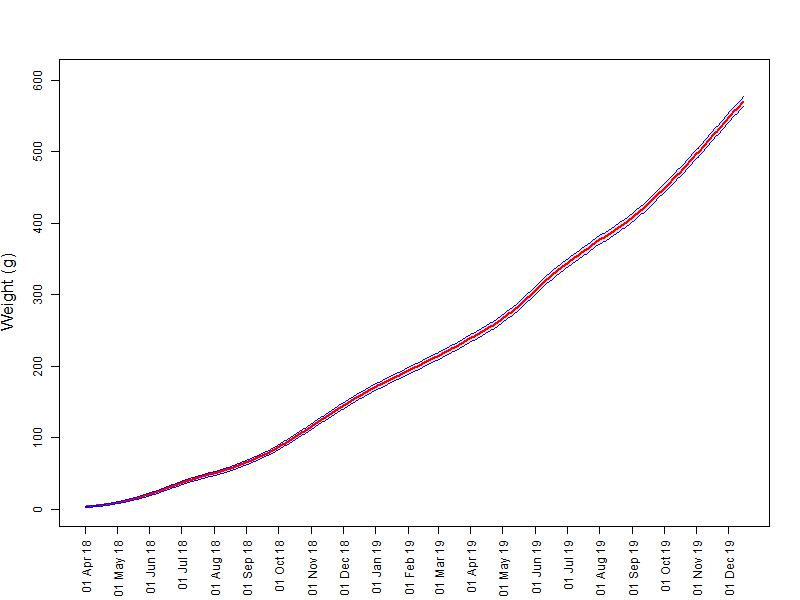 Weight (g)
600
500
400
300
200
100
0
01 Apr 18
01 May 18
01 Jun 18
01 Jul 18
01 Aug 18
01 Sep 18
01 Oct 18
01 Nov 18
01 Dec 18
01 Jan 19
01 Feb 19
01 Mar 19
01 Apr 19
01 May 19
01 Jun 19
01 Jul 19
01 Aug 19
01 Sep 19
01 Oct 19
01 Nov 19
01 Dec 19